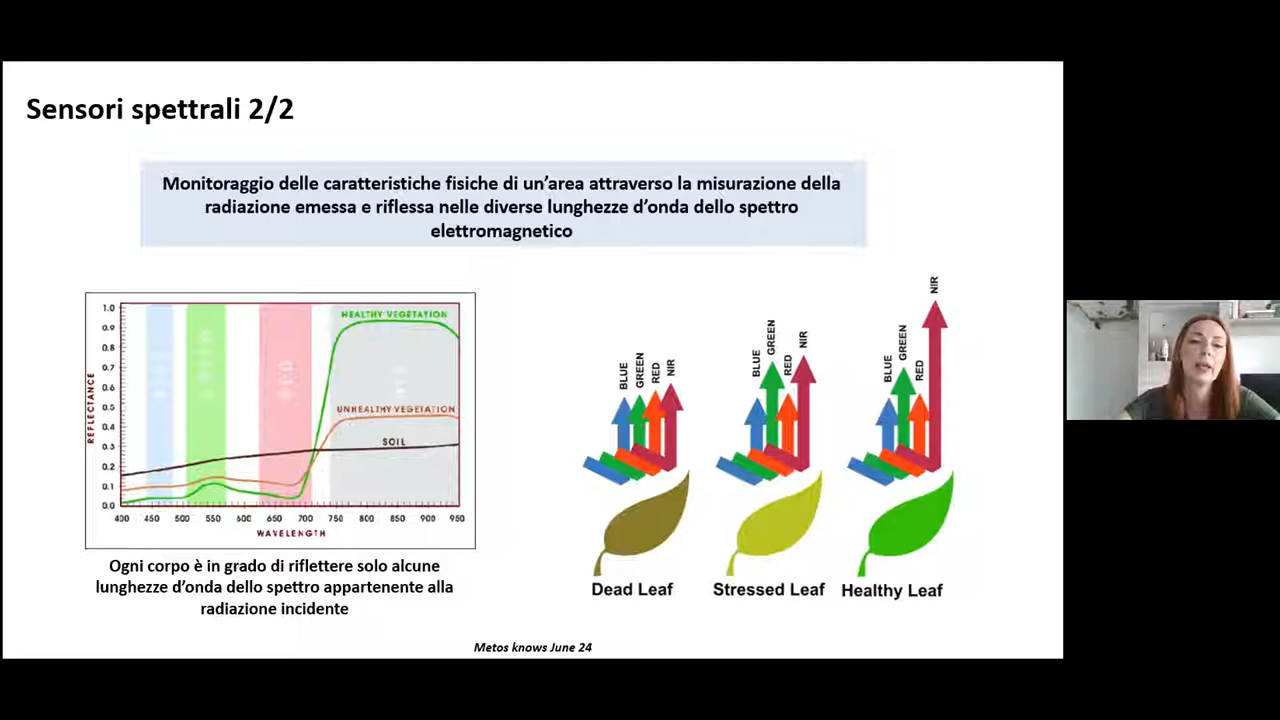 Sensori spettrali 2/2
Monitoraggio delle caratteristiche fisiche di un'area attraverso la misurazione della
radiazione emessa e riflessa nelle diverse lunghezze d'onda dello spettro
elettromagnetico
1.0
0.9
0.8
0.7
0.6
0.5
0.4
0.3
0.2
0.1
0.0
REFLECTANCE
HEALTHY VEGETATION
UNHEALTHY VEGETATION
SOIL
RED
400 450 500 550 600 650 700 750 800 850 900 950
WAVELENGTH
Ogni corpo è in grado di riflettere solo alcune
lunghezze d'onda dello spettro appartenente alla
radiazione incidente
BLUE GREEN RED NIR
Dead Leaf
BLUE GREEN RED NIR
Stressed Leaf
BLUE GREEN RED NIR
Healthy Leaf
Metos knows June 24